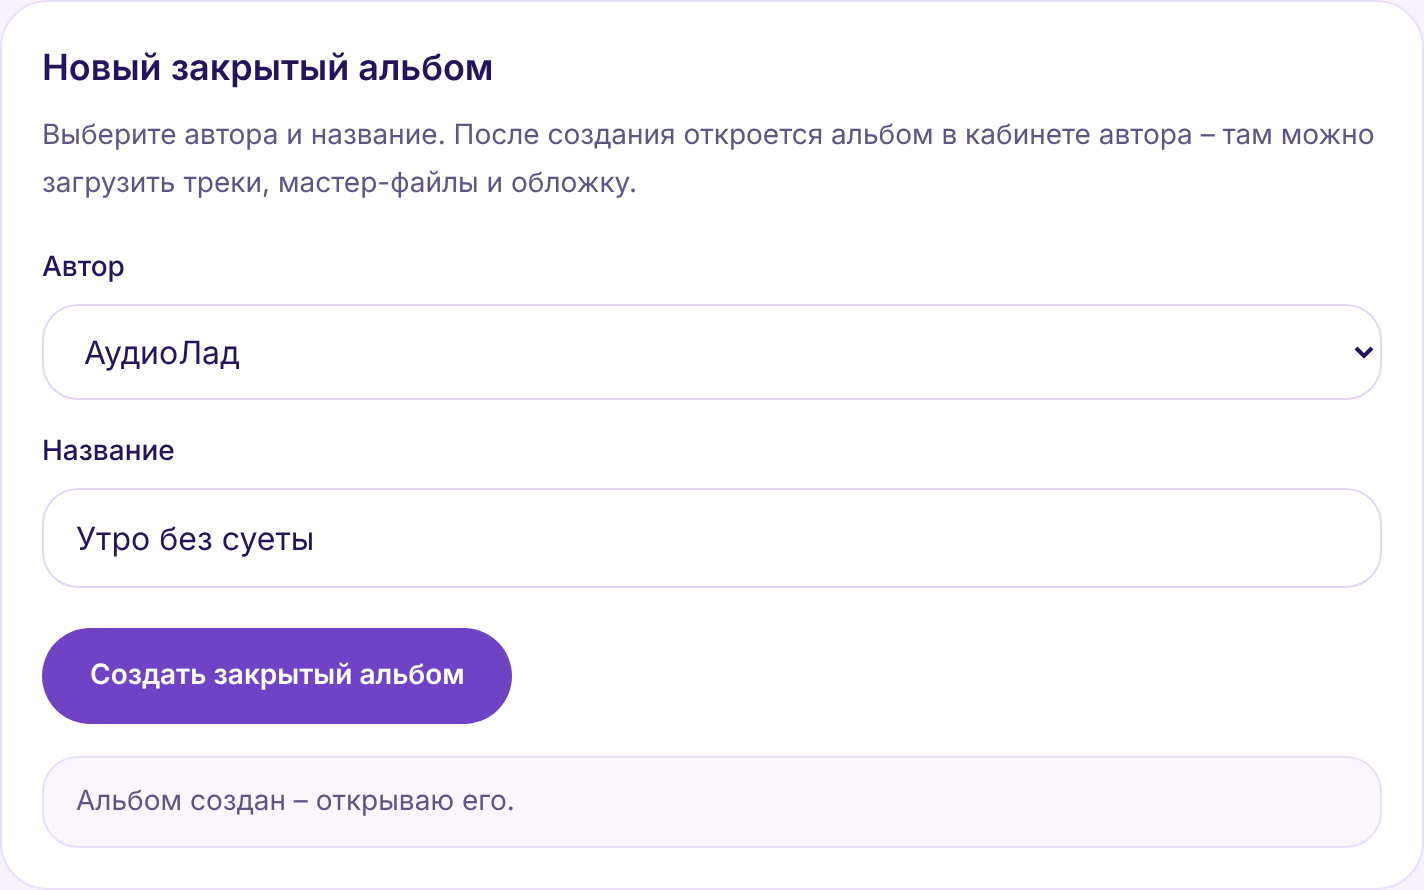 Новый закрытый альбом
Выберите автора и название. После создания откроется альбом в кабинете автора – там можно
загрузить треки, мастер-файлы и обложку.
Автор
АудиоЛад
Название
Утро без суеты
Создать закрытый альбом
Альбом создан – открываю его.